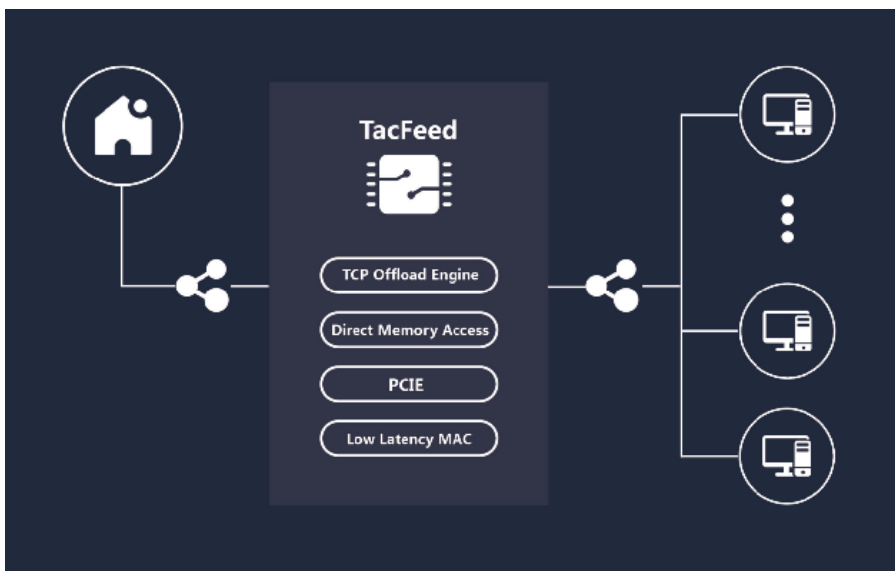 TacFeed
TCP Offload Engine
Direct Memory Access
PCIE
Low Latency MAC